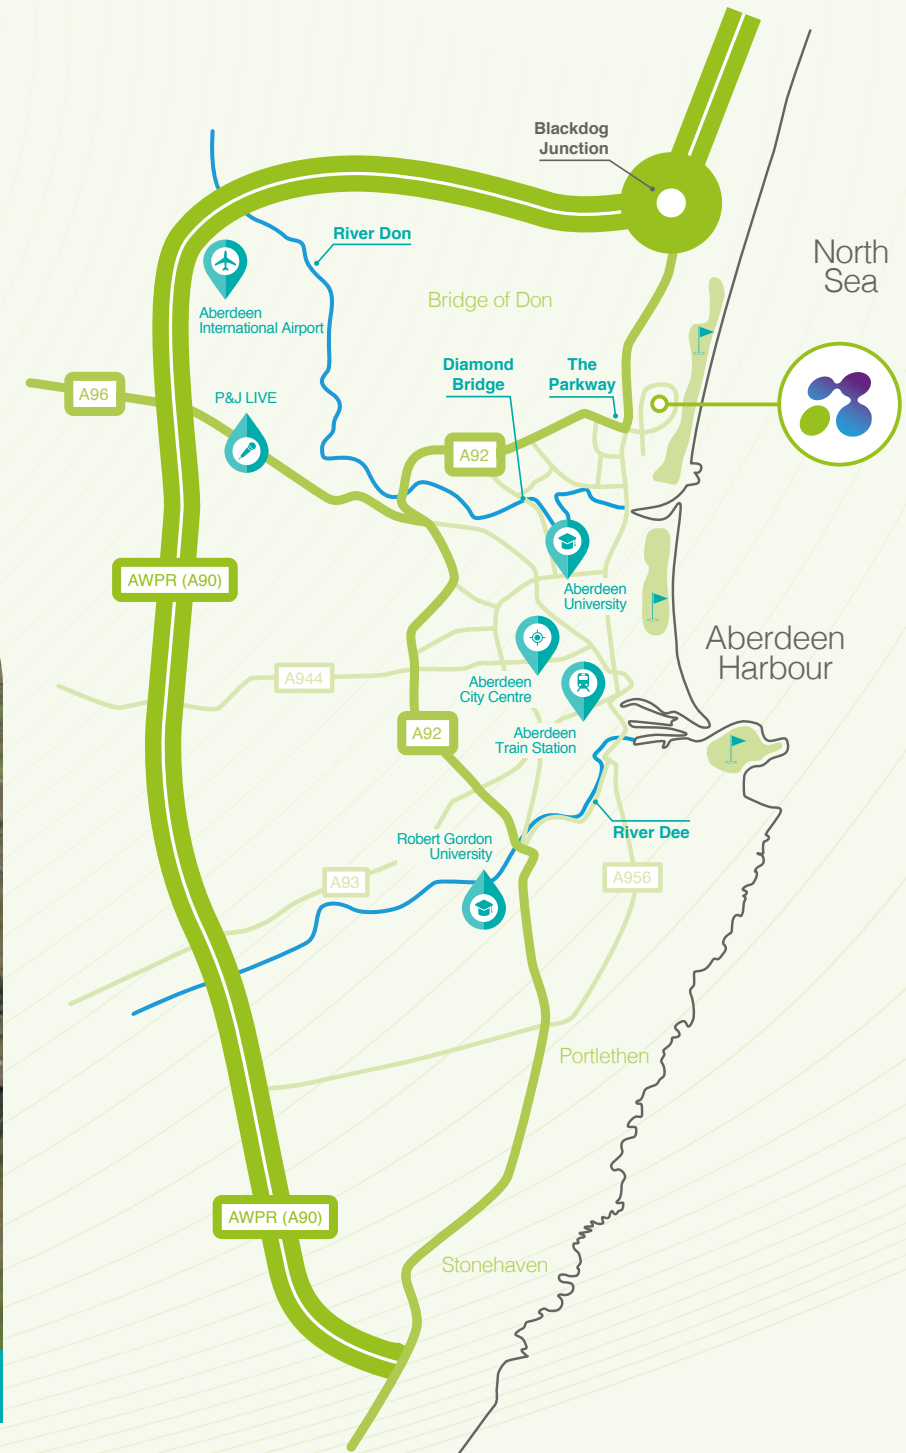 Blackdog
Junction
North
Sea
River Don
Bridge of Don
Aberdeen
International Airport
Diamond
Bridge
The
Parkway
A96
P&J LIVE
A92
AWPR (A90)
Aberdeen
University
Aberdeen
Harbour
A944
Aberdeen
City Centre
A92
Aberdeen
Train Station
River Dee
Robert Gordon
University
A93
A956
Portlethen
AWPR (A90)
Stonehaven